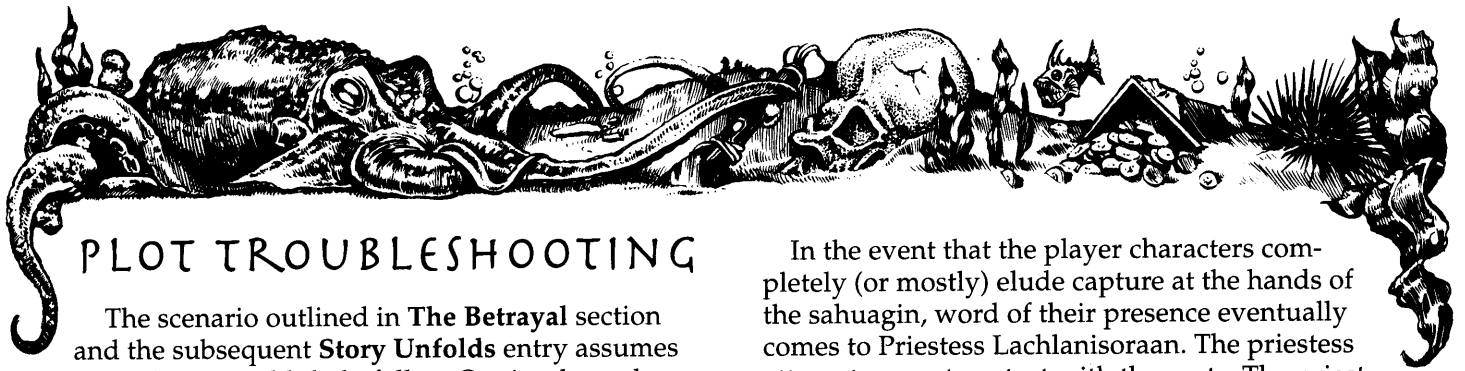 PLOT TROUBLESHOOTING
The scenario outlined in The Betrayal section
and the subsequent Story Unfolds entry assumes
In the event that the player characters com-
pletely (or mostly) elude capture at the hands of
the sahuagin, word of their presence eventually
comes to Priestess Lachlanisoraan. The priestess